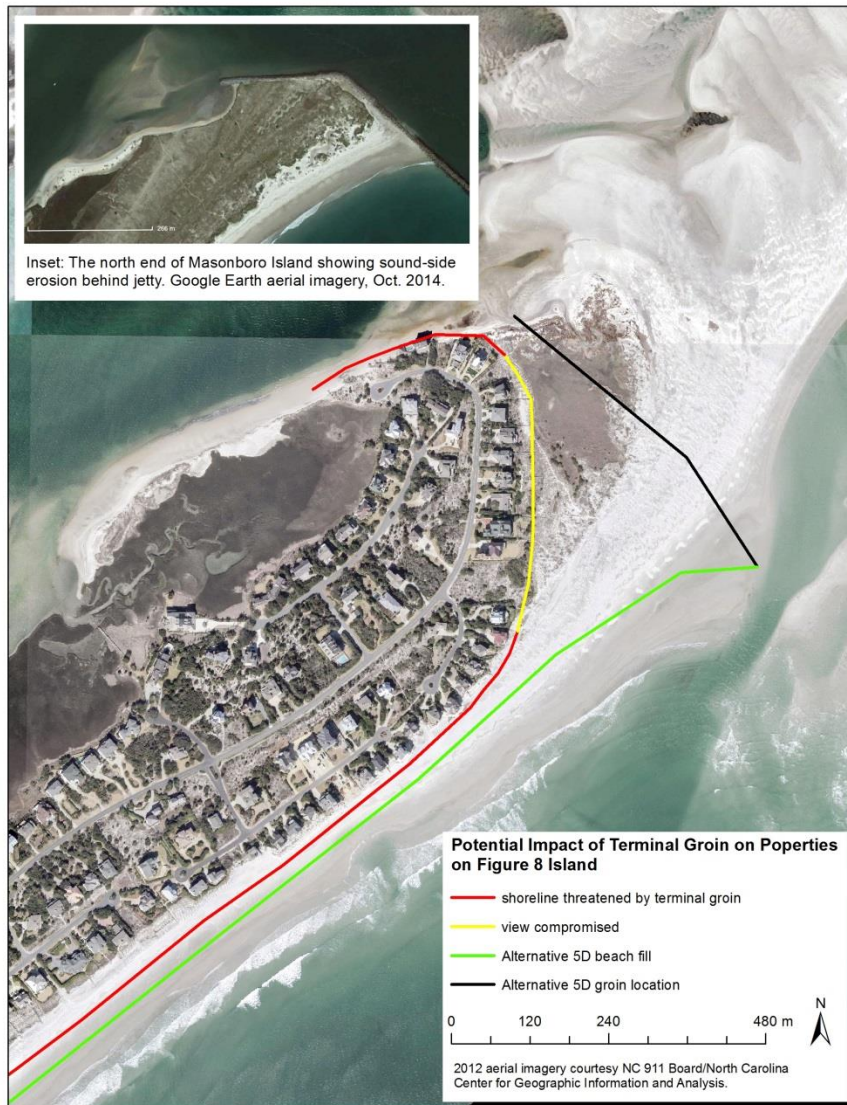 266 m
Inset: The north end of Masonboro Island showing sound-side
erosion behind jetty. Google Earth aerial imagery, Oct. 2014.
Potential Impact of Terminal Groin on Poperties
on Figure 8 Island
shoreline threatened by terminal groin
view compromised
Alternative 5D beach fill
Alternative 5D groin location
N
0 120 240 480 m
2012 aerial imagery courtesy NC 911 Board/North Carolina
Center for Geographic Information and Analysis.